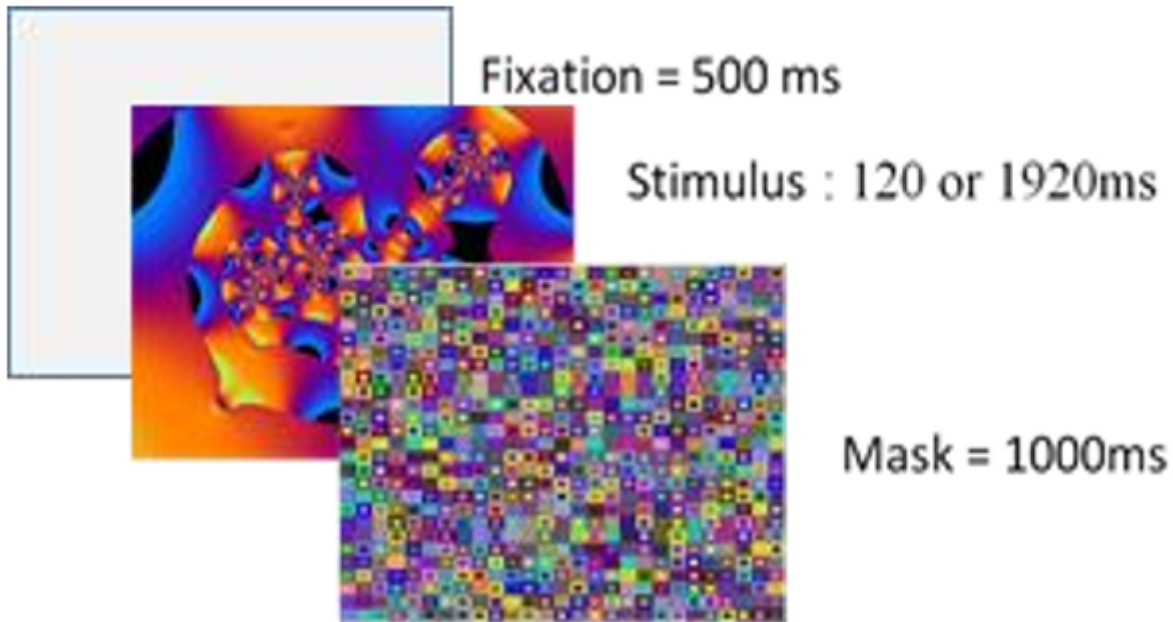 Fixation = 500 ms
Stimulus : 120 or 1920ms
Mask = 1000ms